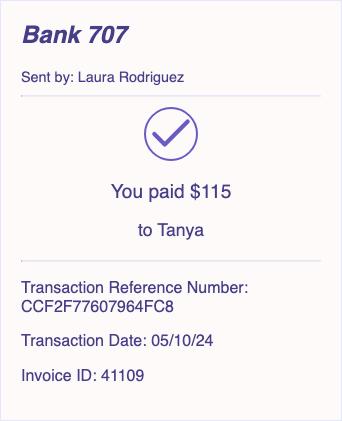 Bank 707
Sent by: Laura Rodriguez
You paid $115
to Tanya
Transaction Reference Number:
CCF2F77607964FC8
Transaction Date: 05/10/24
Invoice ID: 41109